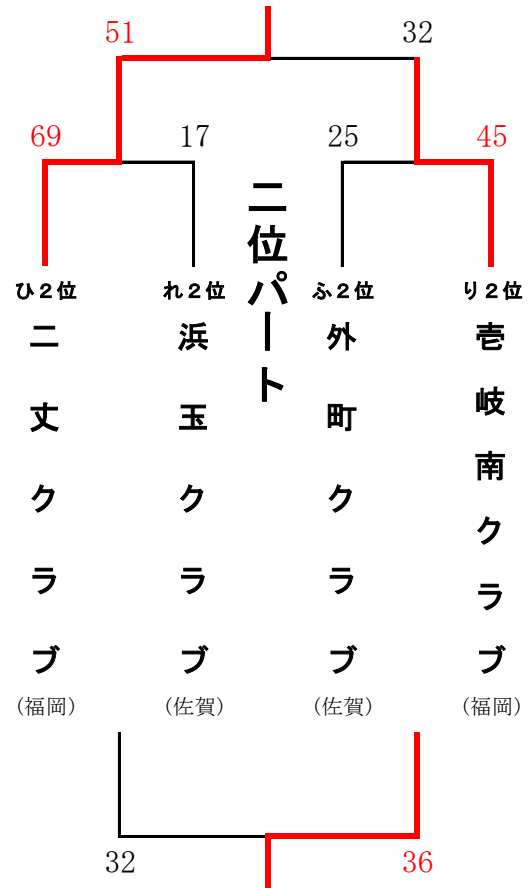 51
32
69
17
25
45
二位パート
ひ2位
れ2位
ふ2位
り2位
二丈クラブ
浜玉クラブ
外町クラブ
壱岐南クラブ
(福岡)
(佐賀)
(佐賀)
(福岡)
32
36